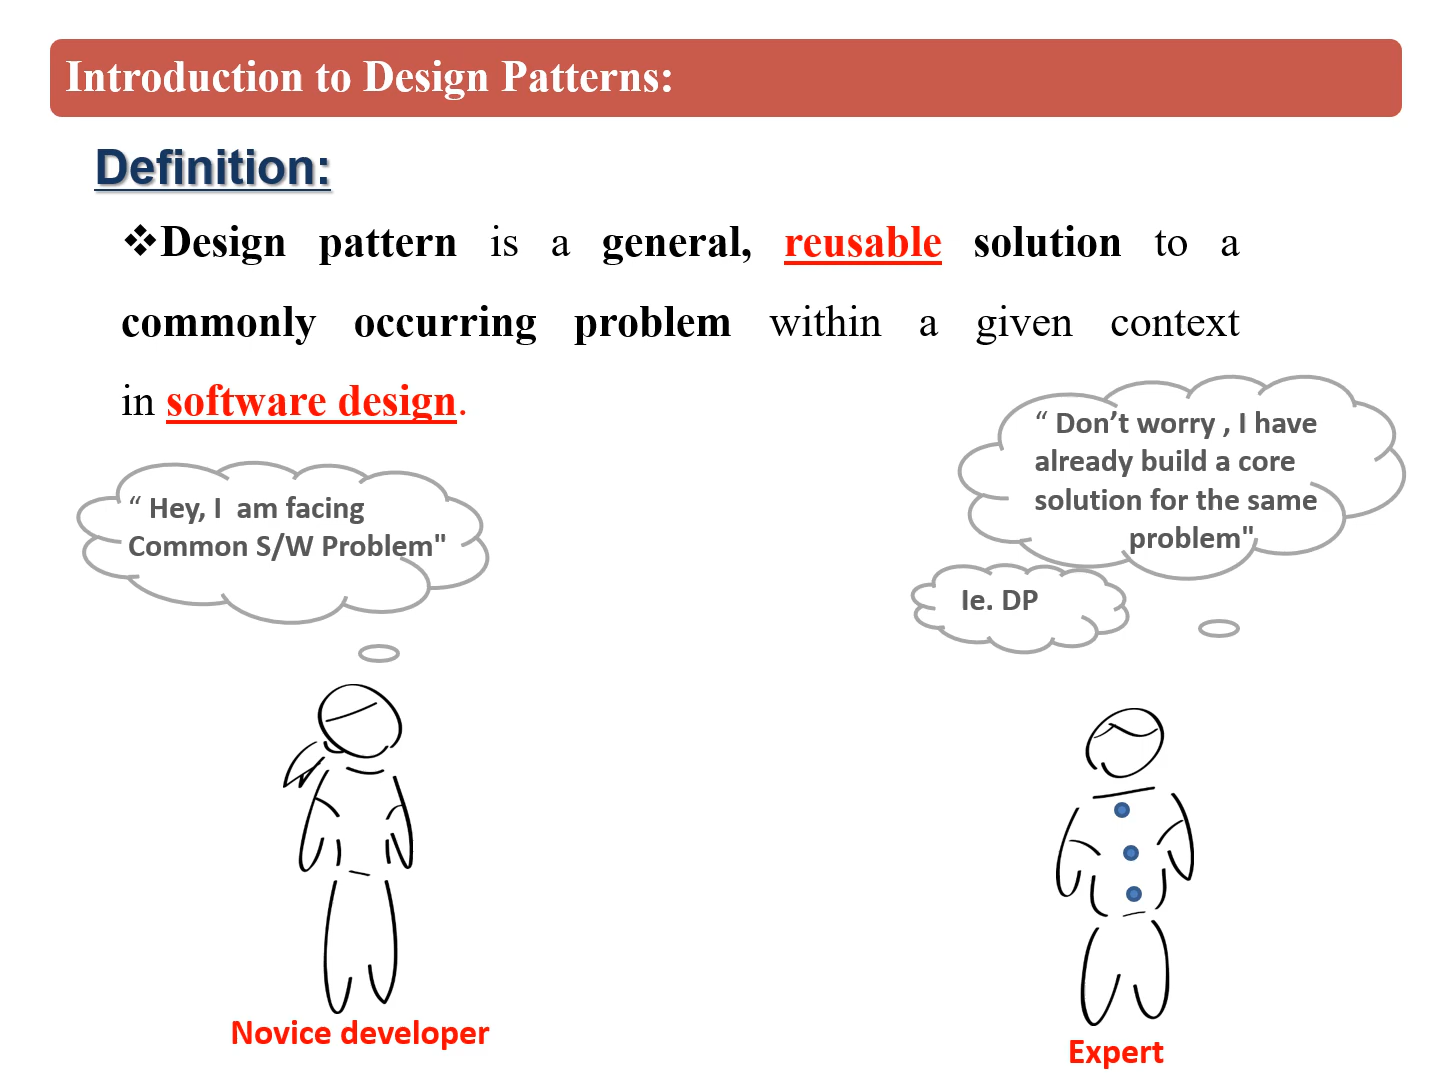 Introduction to Design Patterns:
Definition:
❖Design pattern is a general, reusable solution to a
commonly occurring problem within a given context
in software design.
“ Hey, I  am facing
Common S/W Problem"
“ Don’t worry , I have
already build a core
solution for the same
problem"
Ie. DP
Novice developer
Expert